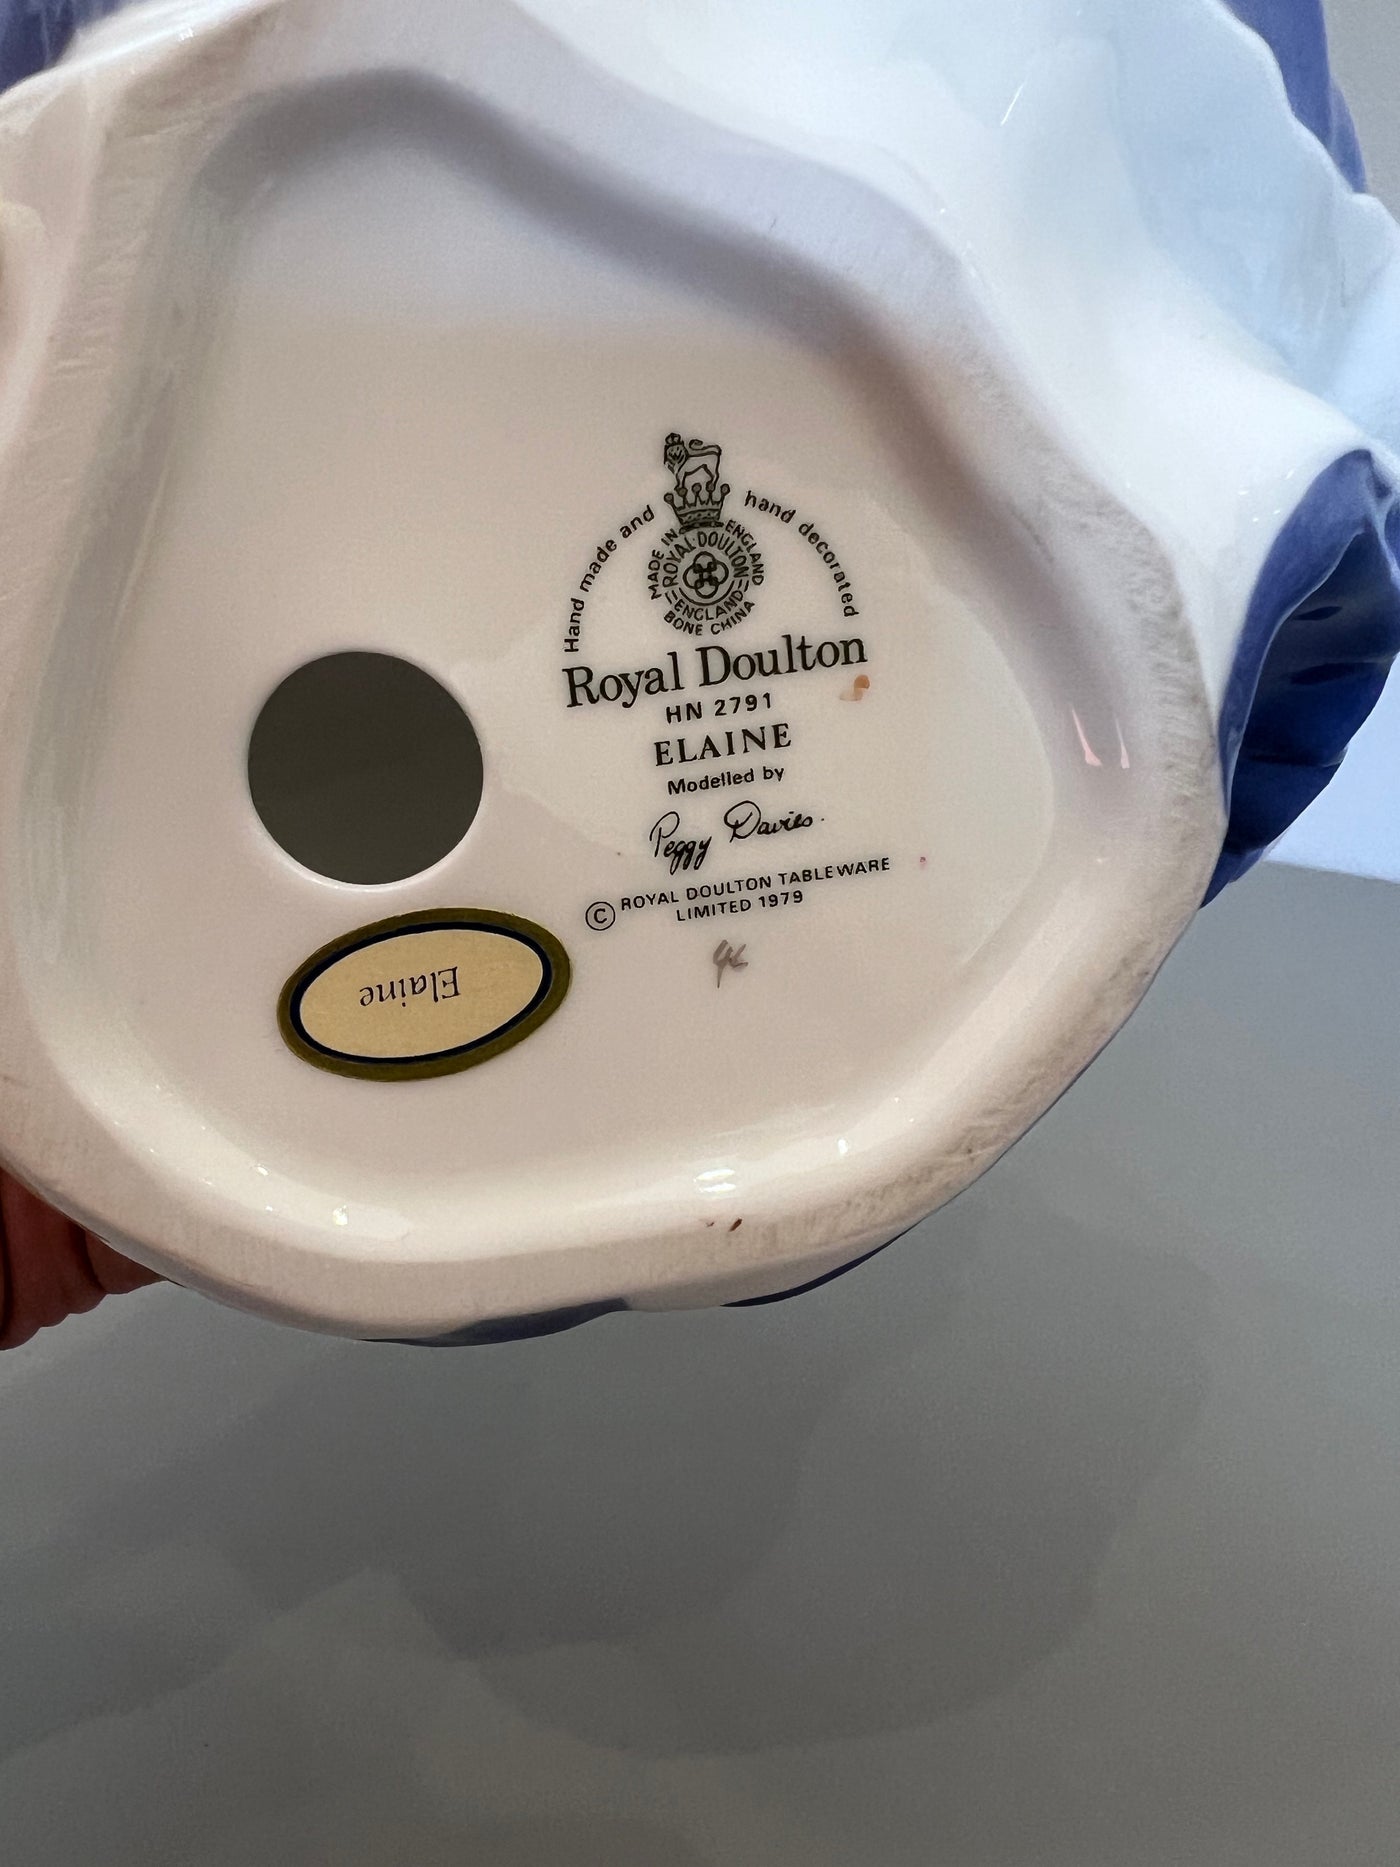 Hand made and hand decorated
MADE IN ENGLAND
ROYAL·DOULTON
ENGLAND
BONE CHINA
Royal Doulton
HN 2791
ELAINE
Modelled by
Peggy Davies.
© ROYAL DOULTON TABLEWARE
LIMITED 1979
Elaine